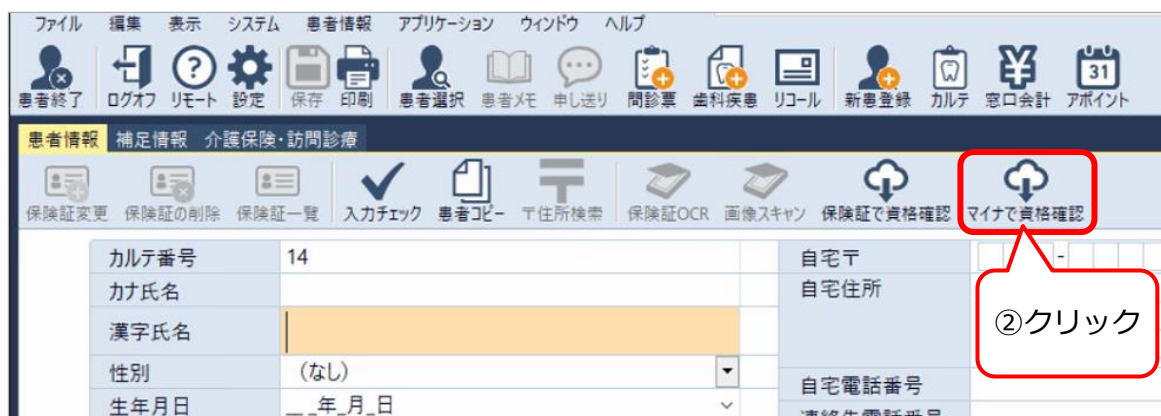 ファイル 編集 表示 システム 患者情報 アプリケーション ウィンドウ ヘルプ
患者終了 ログオフ リモート 設定 保存 印刷 患者選択 患者メモ 申し送り 問診票 歯科疾患 リコール 新患登録 カルテ 窓口会計 アポイント
31
患者情報 補足情報 介護保険・訪問診療
保険証変更 保険証の削除 保険証一覧 入力チェック 患者コピー 〒住所検索 保険証OCR 画像スキャン 保険証で資格確認 マイナで資格確認
カルテ番号 14 自宅〒 -
カナ氏名 自宅住所
漢字氏名
②クリック
性別 (なし)
自宅電話番号
生年月日 __年_月_日
連絡先電話番号